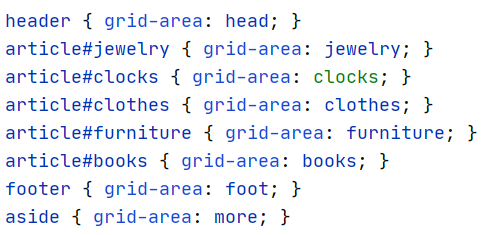 header { grid-area: head; }
article#jewelry { grid-area: jewelry; }
article#clocks { grid-area: clocks; }
article#clothes { grid-area: clothes; }
article#furniture { grid-area: furniture; }
article#books { grid-area: books; }
footer { grid-area: foot; }
aside { grid-area: more; }